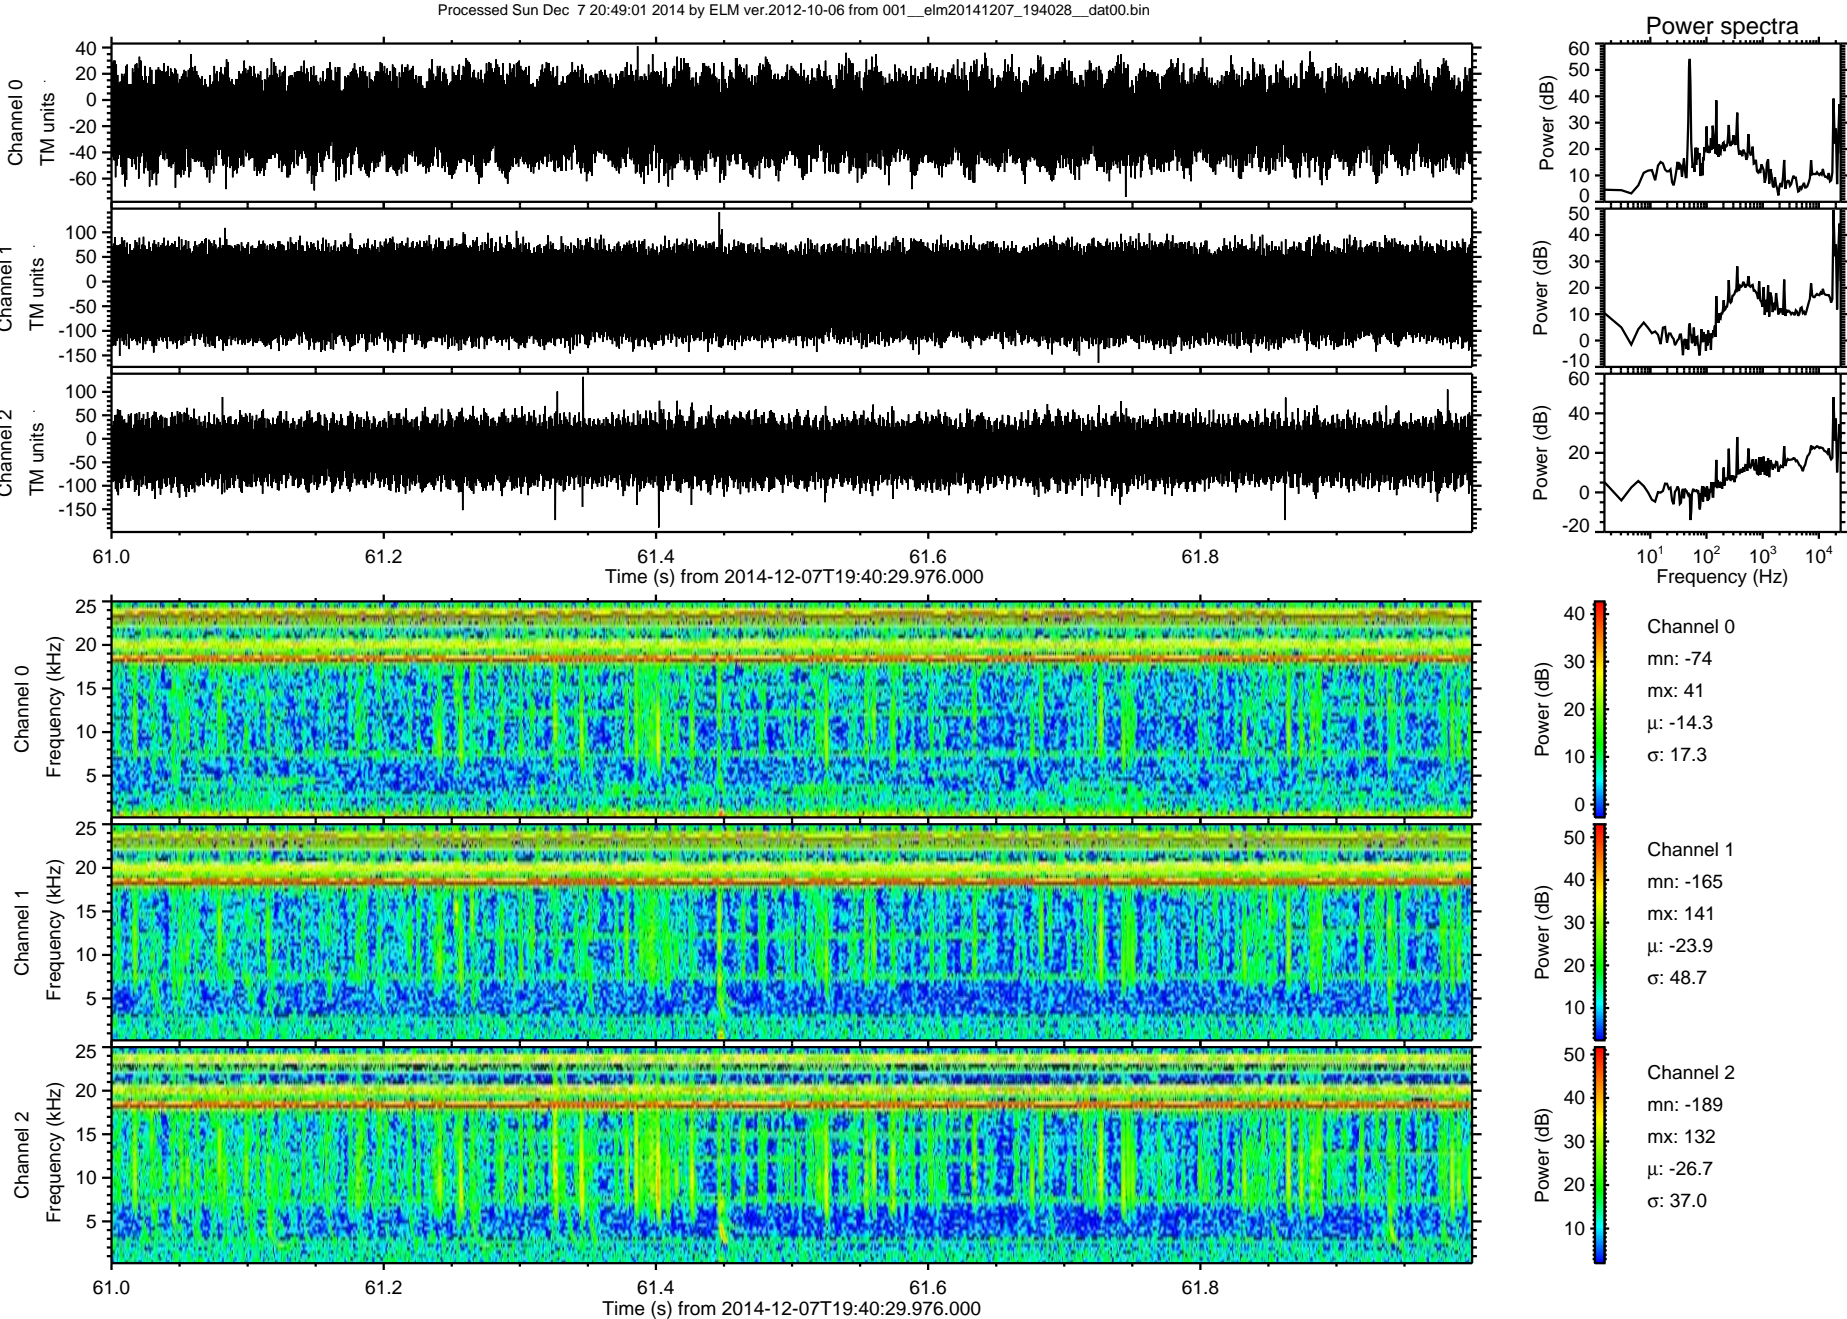 Processed Sun Dec  7 20:49:01 2014 by ELM ver.2012-10-06 from 001__elm20141207_194028__dat00.bin
Power spectra
Channel 0
TM units
40
20
0
-20
-40
-60
Power (dB)
60
50
40
30
20
10
0
Channel 1
TM units
100
50
0
-50
-100
-150
Power (dB)
50
40
30
20
10
0
-10
Channel 2
TM units
100
50
0
-50
-100
-150
Power (dB)
60
40
20
0
-20
61.0 61.2 61.4 61.6 61.8
Time (s) from 2014-12-07T19:40:29.976.000
10^1 10^2 10^3 10^4
Frequency (Hz)
Channel 0
Frequency (kHz)
25
20
15
10
5
Power (dB)
40
30
20
10
0
Channel 0
mn: -74
mx: 41
μ: -14.3
σ: 17.3
Channel 1
Frequency (kHz)
25
20
15
10
5
Power (dB)
50
40
30
20
10
Channel 1
mn: -165
mx: 141
μ: -23.9
σ: 48.7
Channel 2
Frequency (kHz)
25
20
15
10
5
Power (dB)
50
40
30
20
10
Channel 2
mn: -189
mx: 132
μ: -26.7
σ: 37.0
61.0 61.2 61.4 61.6 61.8
Time (s) from 2014-12-07T19:40:29.976.000